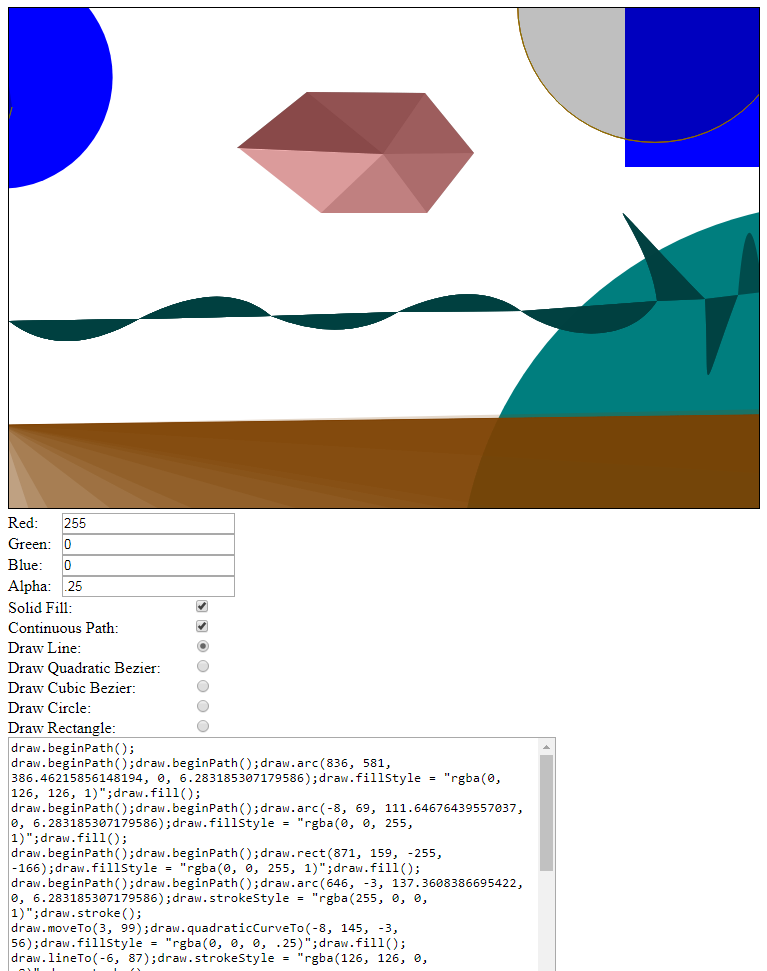 Red: 255
Green: 0
Blue: 0
Alpha: .25
Solid Fill:
Continuous Path:
Draw Line:
Draw Quadratic Bezier:
Draw Cubic Bezier:
Draw Circle:
Draw Rectangle:
draw.beginPath();
draw.beginPath();draw.beginPath();draw.arc(836, 581,
386.46215856148194, 0, 6.283185307179586);draw.fillStyle = "rgba(0,
126, 126, 1)";draw.fill();
draw.beginPath();draw.beginPath();draw.arc(-8, 69, 111.64676439557037,
0, 6.283185307179586);draw.fillStyle = "rgba(0, 0, 255,
1)";draw.fill();
draw.beginPath();draw.beginPath();draw.rect(871, 159, -255,
-166);draw.fillStyle = "rgba(0, 0, 255, 1)";draw.fill();
draw.beginPath();draw.beginPath();draw.arc(646, -3, 137.3608386695422,
0, 6.283185307179586);draw.strokeStyle = "rgba(255, 0, 0,
1)";draw.stroke();
draw.moveTo(3, 99);draw.quadraticCurveTo(-8, 145, -3,
56);draw.fillStyle = "rgba(0, 0, 0, .25)";draw.fill();
draw.lineTo(-6, 87);draw.strokeStyle = "rgba(126, 126, 0,